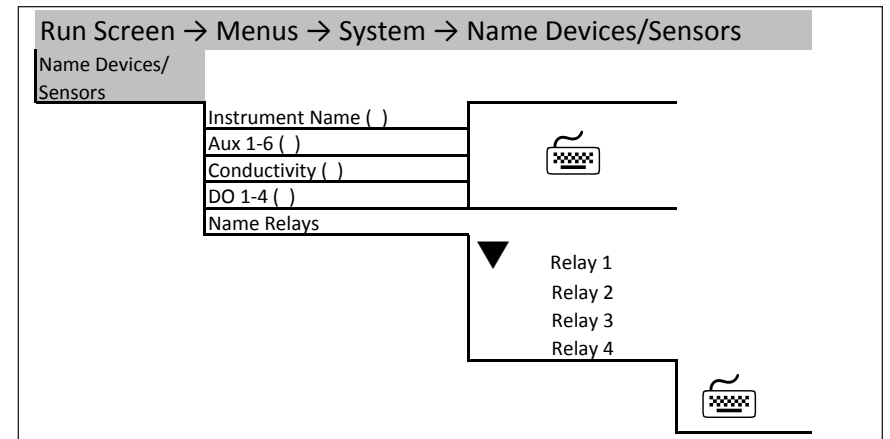 Run Screen → Menus → System → Name Devices/Sensors
Name Devices/
Sensors
Instrument Name ( )
Aux 1-6 ( )
Conductivity ( )
DO 1-4 ( )
Name Relays
Relay 1
Relay 2
Relay 3
Relay 4